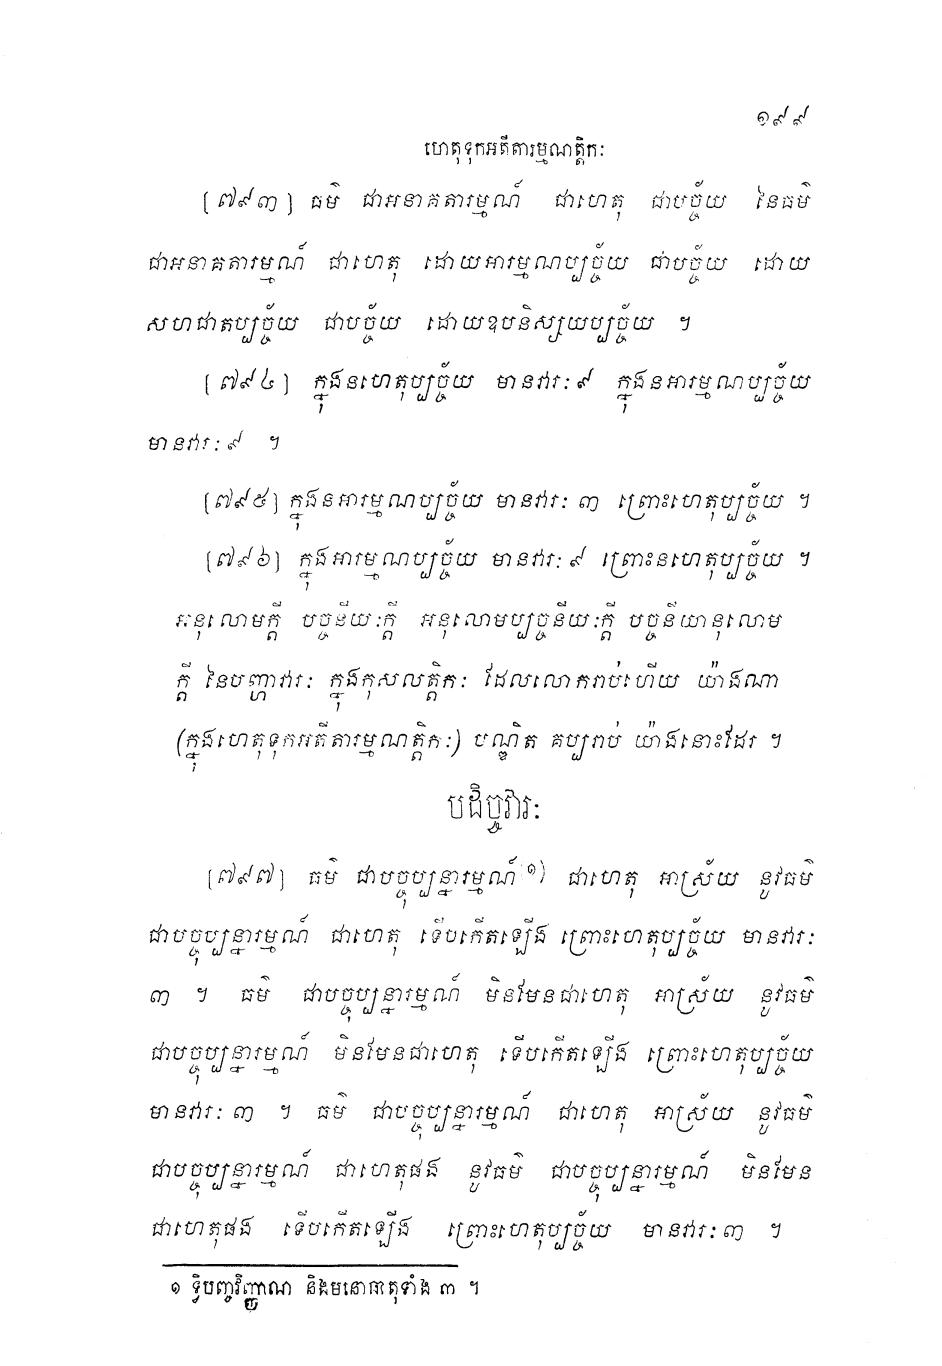 ១៩៩
ហេតុទុកអតីតារម្មណត្តិកៈ
[៧៩៣] ធម៌ ជាអនាគតារម្មណ៍ ជាហេតុ ជាបច្ច័យ នៃធម៌
ជាអនាគតារម្មណ៍ ជាហេតុ ដោយអារម្មណប្បច្ច័យ ជាបច្ច័យ ដោយ
សហជាតប្បច្ច័យ ជាបច្ច័យ ដោយឧបនិស្សយប្បច្ច័យ ។
[៧៩៤] ក្នុងនហេតុប្បច្ច័យ មានវារៈ ៩ ក្នុងនអារម្មណប្បច្ច័យ
មានវារៈ ៩ ។
[៧៩៥] ក្នុងនអារម្មណប្បច្ច័យ មានវារៈ ៣ ព្រោះហេតុប្បច្ច័យ ។
[៧៩៦] ក្នុងអារម្មណប្បច្ច័យ មានវារៈ ៩ ព្រោះនហេតុប្បច្ច័យ ។
អនុលោមក្តី បច្ចនីយៈក្តី អនុលោមប្បច្ចនីយៈក្តី បច្ចនីយានុលោម
ក្តី នៃបញ្ហាវារៈ ក្នុងកុសលត្តិកៈ ដែលលោករាប់ហើយ យ៉ាងណា
(ក្នុងហេតុទុកអតីតារម្មណត្តិកៈ) បណ្ឌិត គប្បីរាប់ យ៉ាងនោះដែរ ។
បដិច្ចវារៈ
[៧៩៧] ធម៌ ជាបច្ចុប្បន្នារម្មណ៍ ១) ជាហេតុ អាស្រ័យ នូវធម៌
ជាបច្ចុប្បន្នារម្មណ៍ ជាហេតុ ទើបកើតឡើង ព្រោះហេតុប្បច្ច័យ មានវារៈ
៣ ។ ធម៌ ជាបច្ចុប្បន្នារម្មណ៍ មិនមែនជាហេតុ អាស្រ័យ នូវធម៌
ជាបច្ចុប្បន្នារម្មណ៍ មិនមែនជាហេតុ ទើបកើតឡើង ព្រោះហេតុប្បច្ច័យ
មានវារៈ ៣ ។ ធម៌ ជាបច្ចុប្បន្នារម្មណ៍ ជាហេតុ អាស្រ័យ នូវធម៌
ជាបច្ចុប្បន្នារម្មណ៍ ជាហេតុផង នូវធម៌ ជាបច្ចុប្បន្នារម្មណ៍ មិនមែន
ជាហេតុផង ទើបកើតឡើង ព្រោះហេតុប្បច្ច័យ មានវារៈ ៣ ។
១ ទ្វិបញ្ចវិញ្ញាណ និងមនោធាតុទាំង ៣ ។